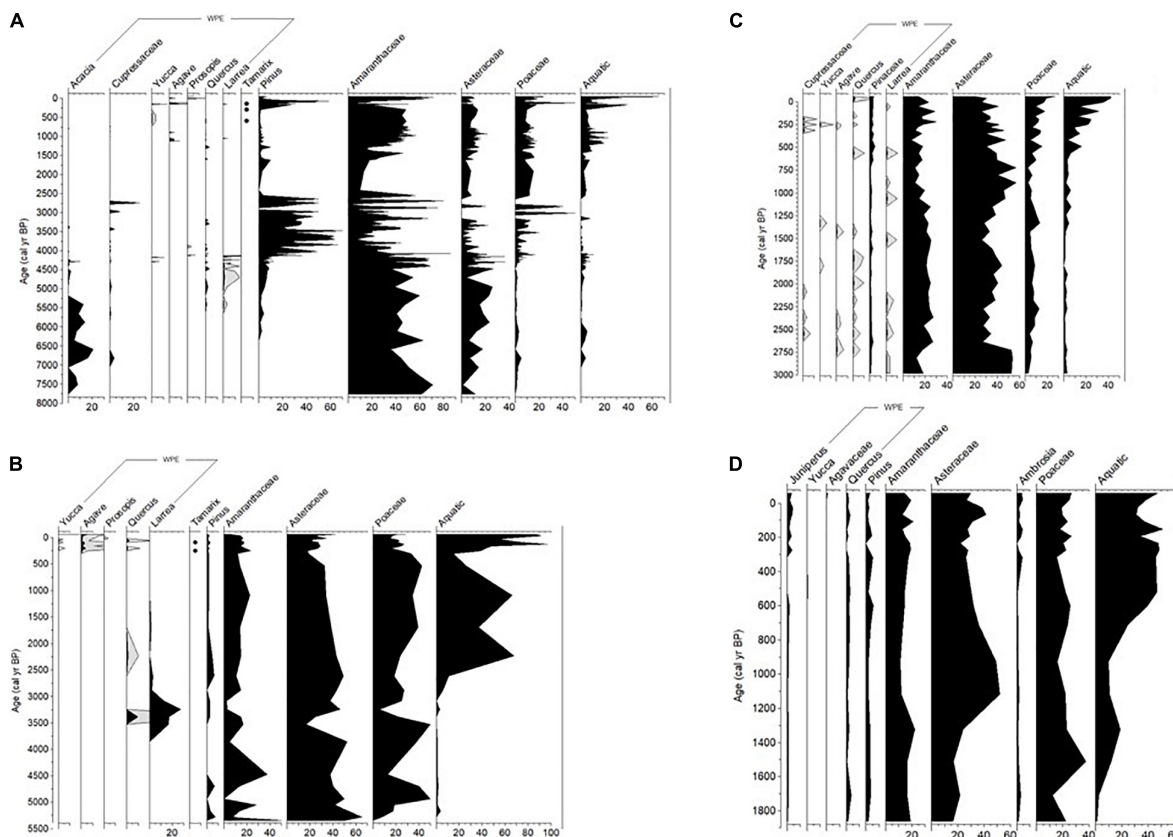 A
WPE
Acacia
Cupressaceae
Yucca
Agave
Prosopis
Quercus
Larrea
Tamarix
Pinus
Amaranthaceae
Asteraceae
Poaceae
Aquatic
Age (cal yr BP)
0
500
1000
1500
2000
2500
3000
3500
4000
4500
5000
5500
6000
6500
7000
7500
8000
20 20 20 40 60 20 40 60 80 20 40 20 40 20 40 60
B
WPE
Yucca
Agave
Prosopis
Quercus
Larrea
Tamarix
Pinus
Amaranthaceae
Asteraceae
Poaceae
Aquatic
Age (cal yr BP)
0
500
1000
1500
2000
2500
3000
3500
4000
4500
5000
5500
20 20 40 20 40 60 20 40 20 40 60 80 100
C
WPE
Cupressaceae
Yucca
Agave
Quercus
Pinaceae
Larrea
Amaranthaceae
Asteraceae
Poaceae
Aquatic
Age (cal yr BP)
0
250
500
750
1000
1250
1500
1750
2000
2250
2500
2750
3000
20 40 20 40 60 20 20 40
D
WPE
Juniperus
Yucca
Agavaceae
Quercus
Pinus
Amaranthaceae
Asteraceae
Ambrosia
Poaceae
Aquatic
Age (cal yr BP)
0
200
400
600
800
1000
1200
1400
1600
1800
20 20 40 60 20 40 20 40 60